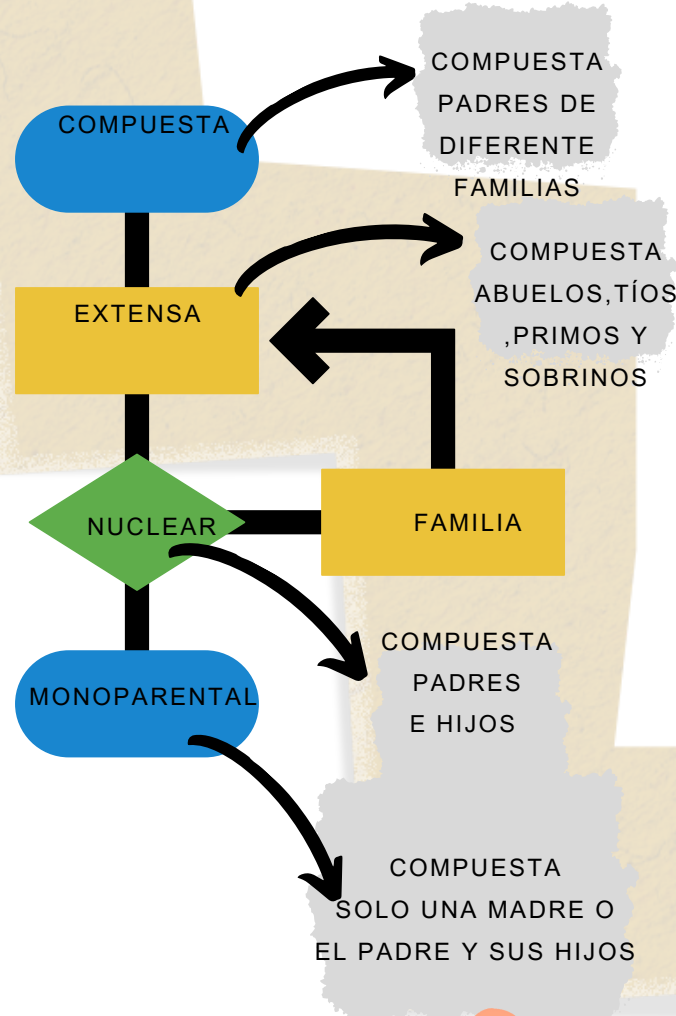 COMPUESTA
COMPUESTA
PADRES DE
DIFERENTE
FAMILIAS
EXTENSA
COMPUESTA
ABUELOS,TÍOS
,PRIMOS Y
SOBRINOS
NUCLEAR
FAMILIA
COMPUESTA
PADRES
E HIJOS
MONOPARENTAL
COMPUESTA
SOLO UNA MADRE O
EL PADRE Y SUS HIJOS